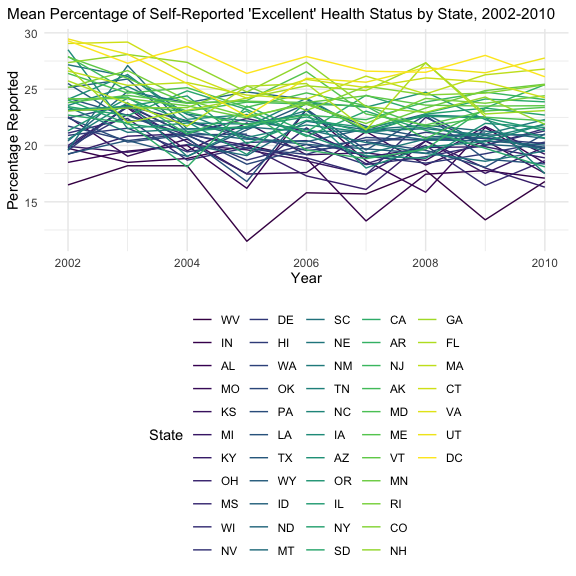 Mean Percentage of Self-Reported 'Excellent' Health Status by State, 2002-2010
30
25
20
15
Percentage Reported
2002 2004 2006 2008 2010
Year
State
WV DE SC CA GA
IN HI NE AR FL
AL WA NM NJ MA
MO OK TN AK CT
KS PA NC MD VA
MI LA IA ME UT
KY TX AZ VT DC
OH WY OR MN
MS ID IL RI
WI ND NY CO
NV MT SD NH